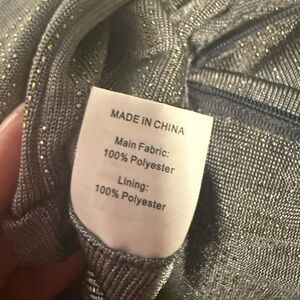 MADE IN CHINA
Main Fabric:
100% Polyester
Lining:
100% Polyester